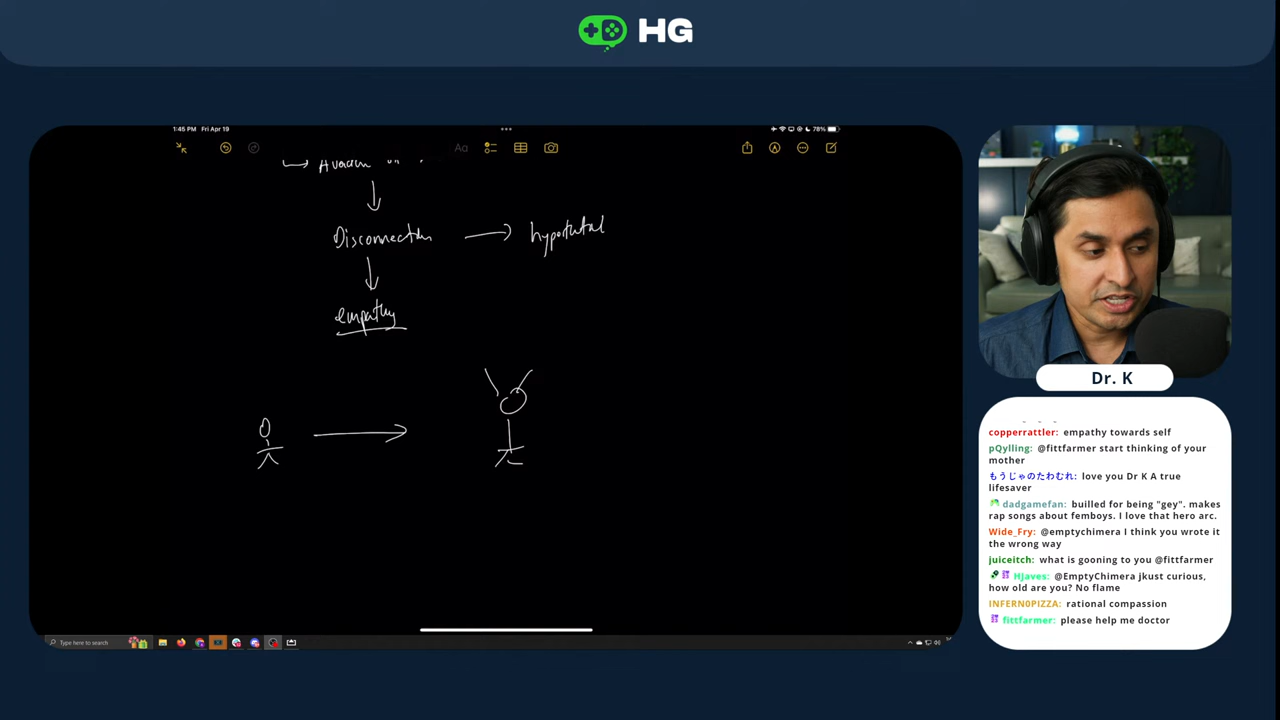 HG
1:45 PM Fri Apr 19
78%
Aa
Disconnection
empathy
Dr. K
copperrattler: empathy towards self
pQylling: @fittfarmer start thinking of your
mother
もうじゃのたわむれ: love you Dr K A true
lifesaver
dadgamefan: builled for being "gey". makes
rap songs about femboys. I love that hero arc.
Wide_Fry: @emptychimera I think you wrote it
the wrong way
juiceitch: what is gooning to you @fittfarmer
HJaves: @EmptyChimera jkust curious,
how old are you? No flame
INFERN0PIZZA: rational compassion
fittfarmer: please help me doctor
Type here to search